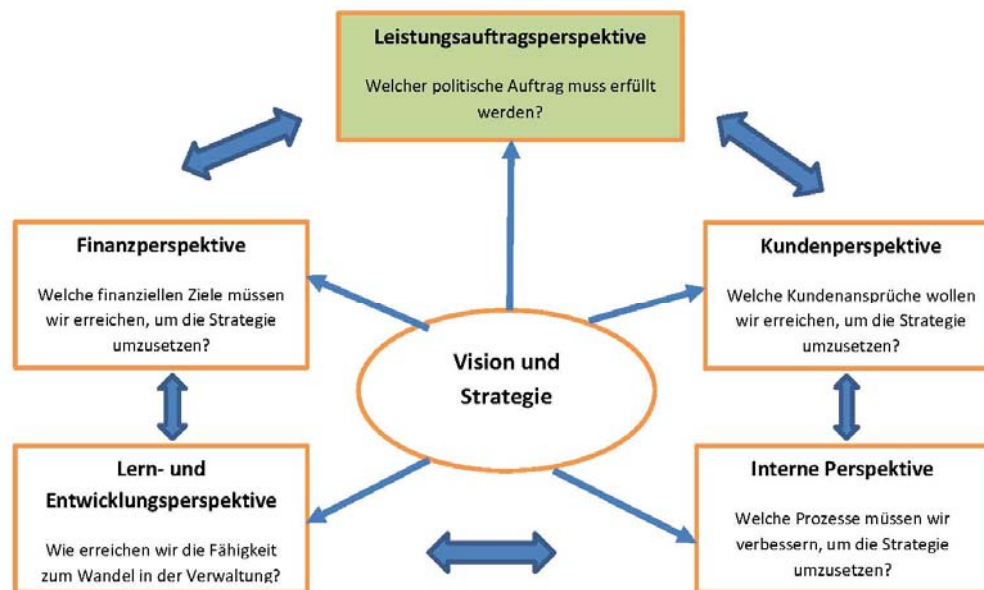 Leistungsauftragsperspektive
Welcher politische Auftrag muss erfüllt
werden?
Finanzperspektive
Welche finanziellen Ziele müssen
wir erreichen, um die Strategie
umzusetzen?
Kundenperspektive
Welche Kundenansprüche wollen
wir erreichen, um die Strategie
umzusetzen?
Vision und
Strategie
Lern- und
Entwicklungsperspektive
Wie erreichen wir die Fähigkeit
zum Wandel in der Verwaltung?
Interne Perspektive
Welche Prozesse müssen wir
verbessern, um die Strategie
umzusetzen?